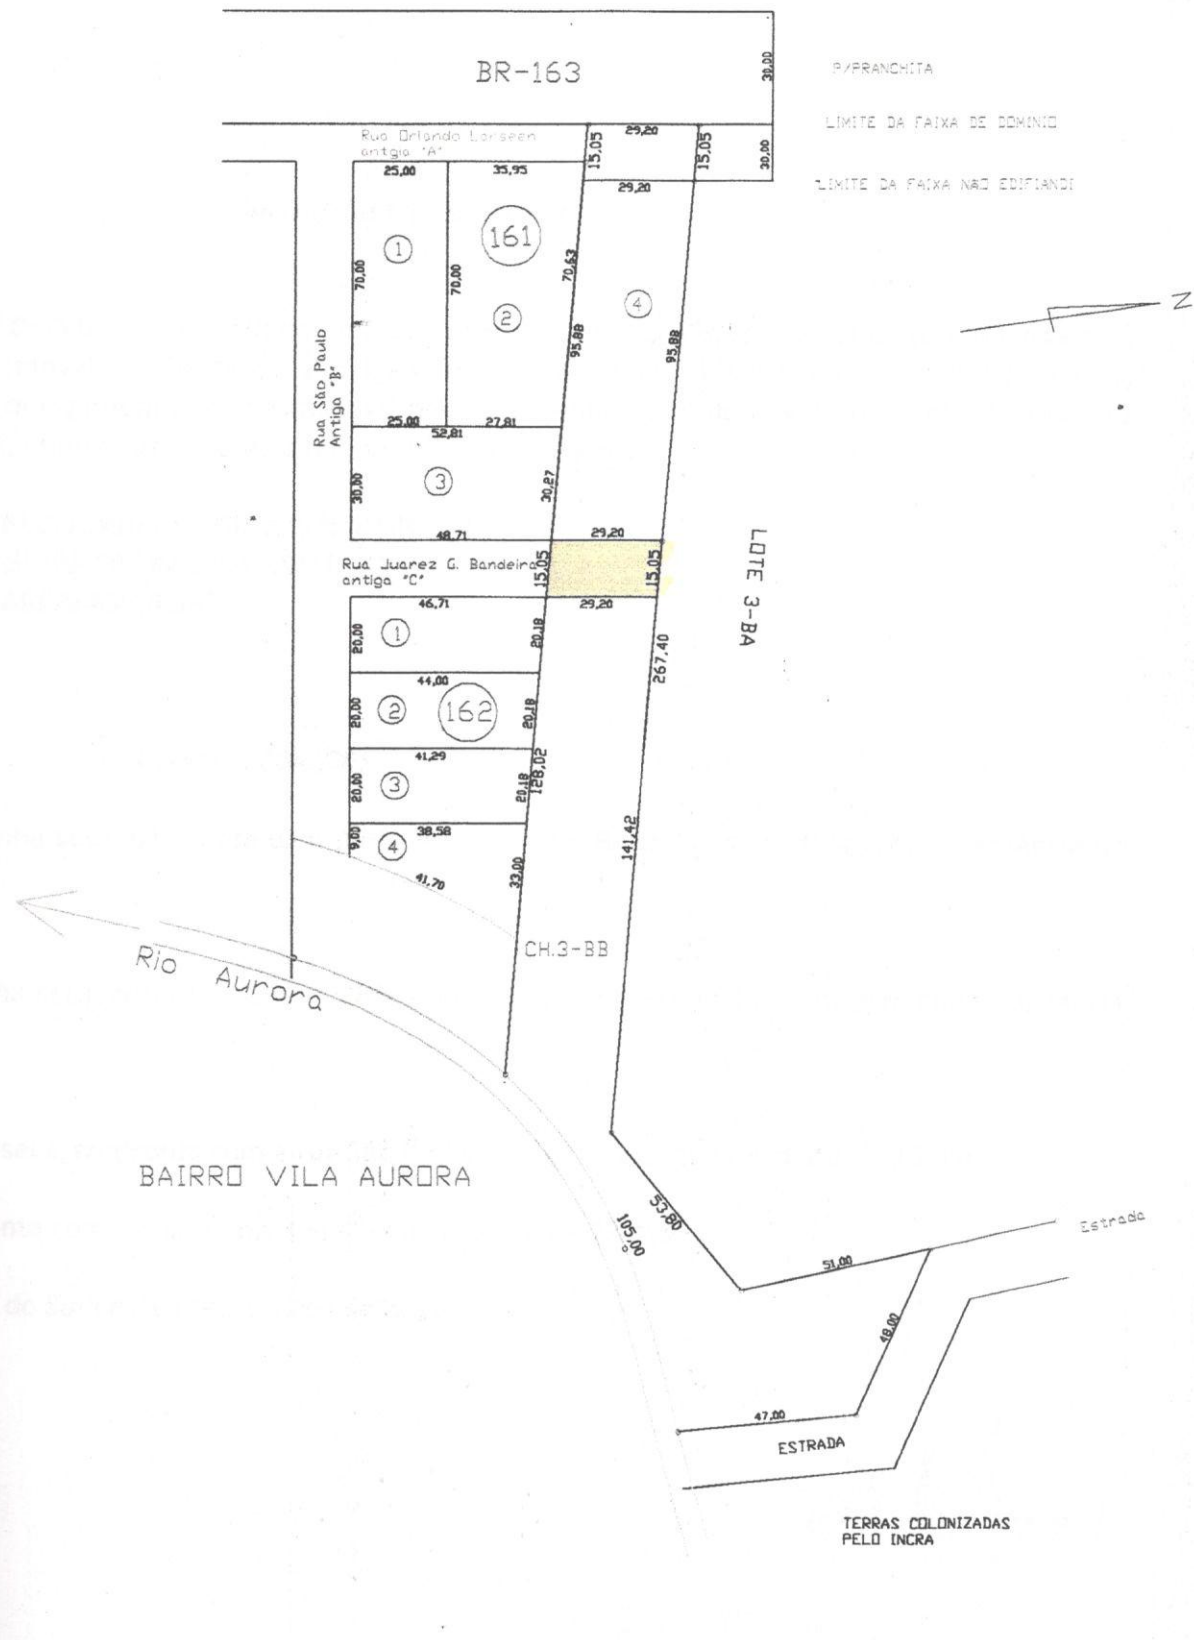 BR-163
30,00
P/PRANCHITA
LIMITE DA FAIXA DE DOMINIO
Rua Orlando Larseen
antgia "A"
15,05
29,20
15,05
30,00
LIMITE DA FAIXA NÃO EDIFIANDI
25,00
35,95
29,20
1
161
2
4
70,00
70,00
70,63
95,88
95,88
N
Rua São Paulo
Antiga "B"
25,00
27,81
52,81
3
30,00
30,27
48,71
29,20
LOTE 3-BA
Rua Juarez G. Bandeira
antiga "C"
15,05
15,05
46,71
29,20
20,00
1
20,18
267,40
44,00
20,00
2
162
20,18
41,29
128,02
20,00
3
20,18
38,58
9,00
4
141,42
41,70
33,00
CH.3-BB
Rio Aurora
BAIRRO VILA AURORA
53,80
105,00
Estrada
51,00
48,00
47,00
ESTRADA
TERRAS COLONIZADAS
PELO INCRA